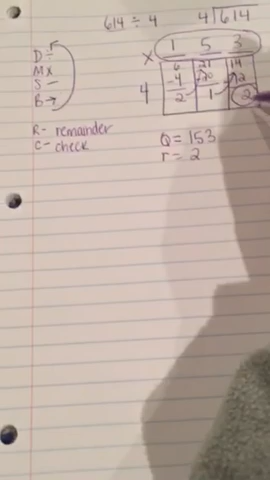 614 ÷ 4
4)614
D ÷
M x
S -
B →
R - remainder
C - check
x 1 5 3
4
6 21 14
-4 -20 -12
2 1 2
Q = 153
r = 2